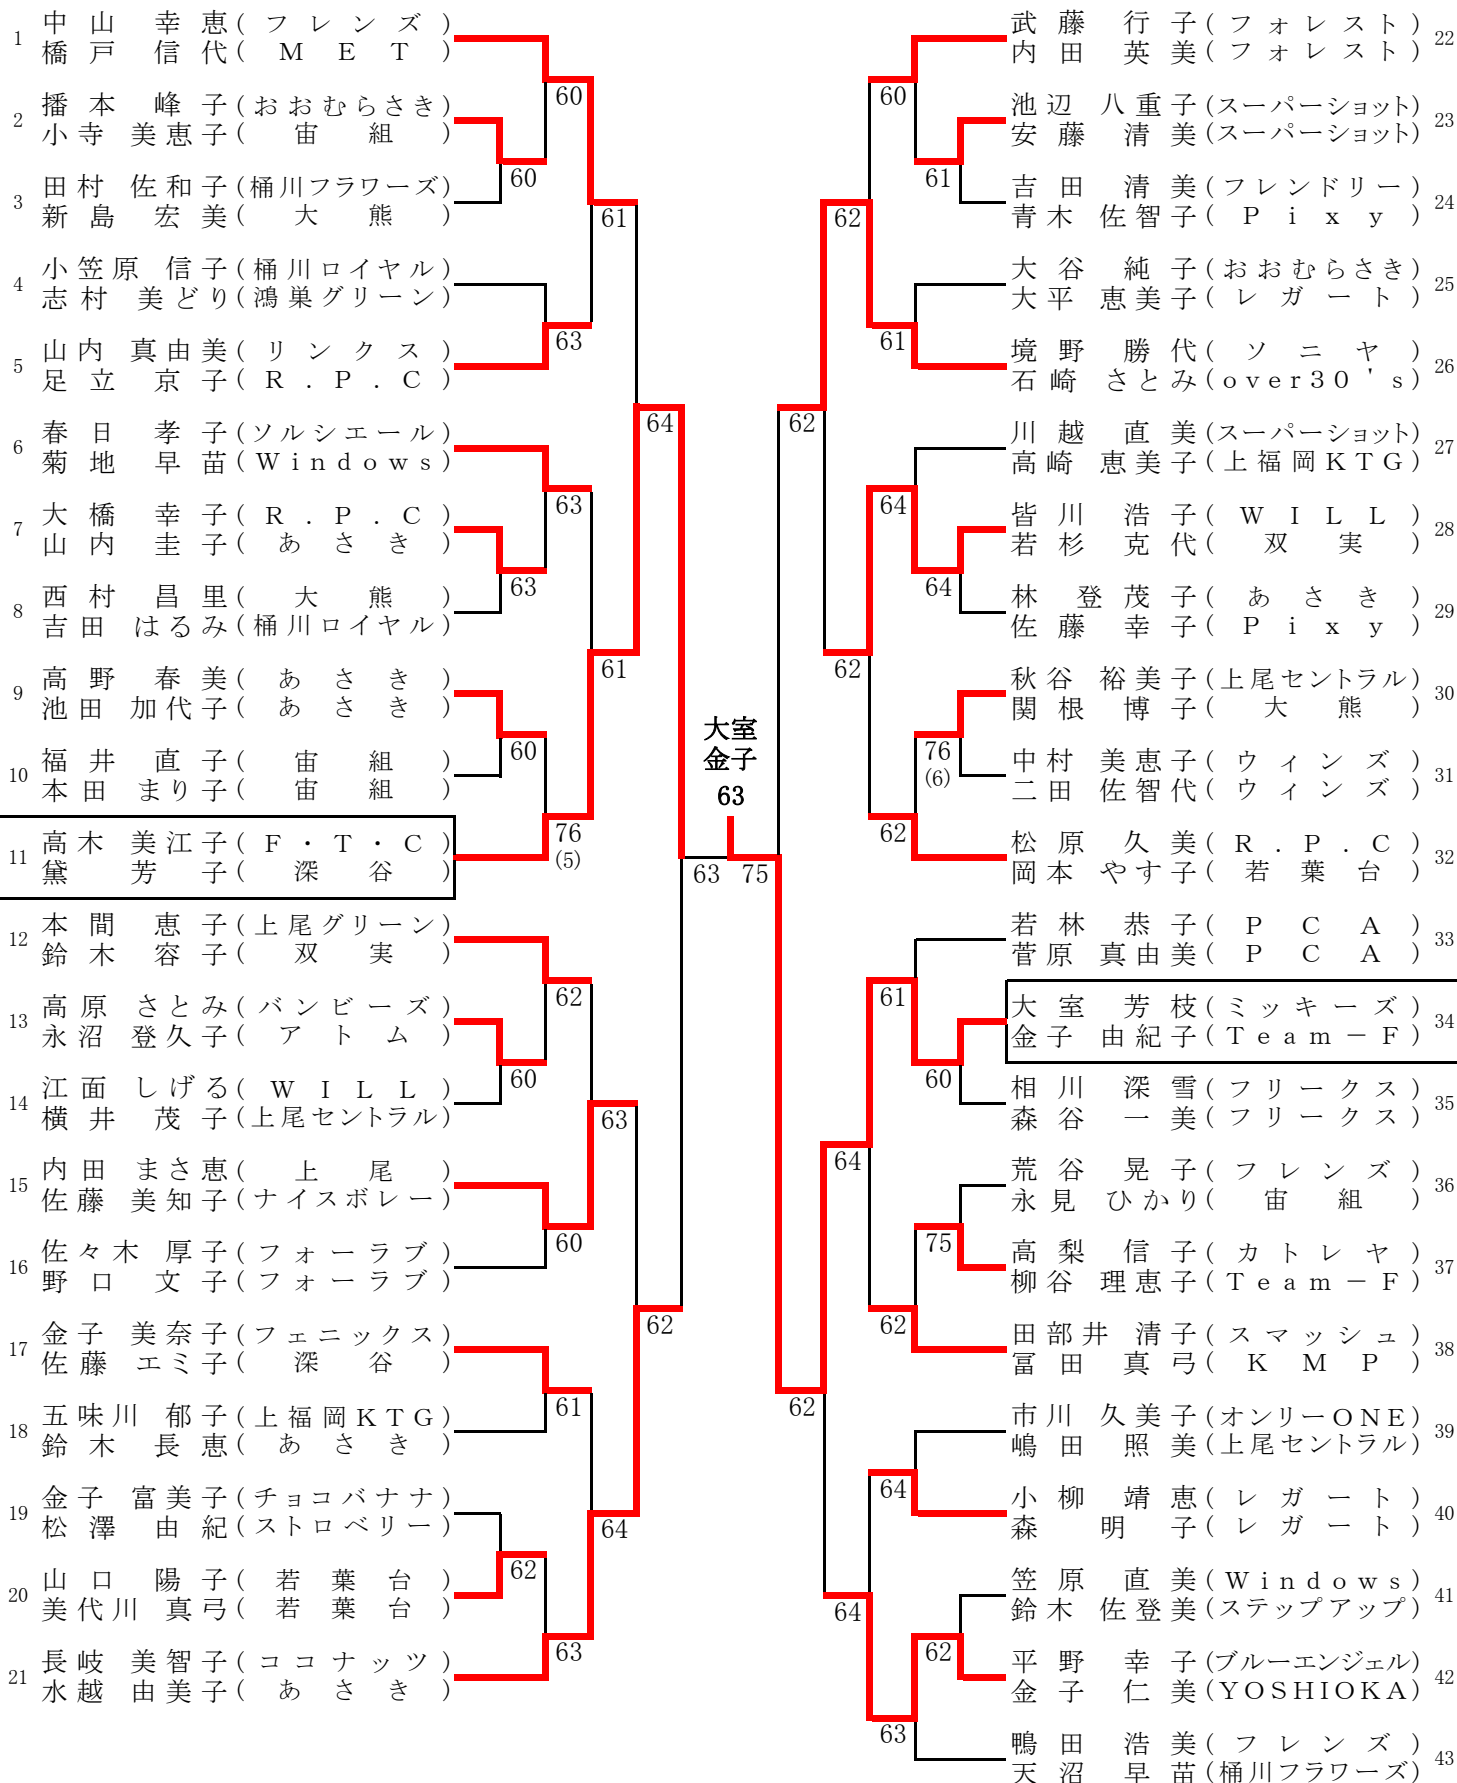 1 中山 幸恵(フレンズ)
橋戸 信代(MET)
60
2 播本 峰子(おおむらさき)
小寺 美恵子(宙組)
60
3 田村 佐和子(桶川フラワーズ)
新島 宏美(大熊)
61
4 小笠原 信子(桶川ロイヤル)
志村 美どり(鴻巣グリーン)
63
5 山内 真由美(リンクス)
足立 京子(R.P.C)
64
6 春日 孝子(ソルシエール)
菊地 早苗(Windows)
63
7 大橋 幸子(R.P.C)
山内 圭子(あさき)
63
8 西村 昌里(大熊)
吉田 はるみ(桶川ロイヤル)
61
9 高野 春美(あさき)
池田 加代子(あさき)
60
10 福井 直子(宙組)
本田 まり子(宙組)
76
(5)
11 高木 美江子(F・T・C)
黛 芳子(深谷)
63
12 本間 恵子(上尾グリーン)
鈴木 容子(双実)
62
13 高原 さとみ(バンビーズ)
永沼 登久子(アトム)
60
14 江面 しげる(WILL)
横井 茂子(上尾セントラル)
63
15 内田 まさ恵(上尾)
佐藤 美知子(ナイスボレー)
60
16 佐々木 厚子(フォーラブ)
野口 文子(フォーラブ)
62
17 金子 美奈子(フェニックス)
佐藤 エミ子(深谷)
61
18 五味川 郁子(上福岡KTG)
鈴木 長恵(あさき)
19 金子 富美子(チョコバナナ)
松澤 由紀(ストロベリー)
64
62
20 山口 陽子(若葉台)
美代川 真弓(若葉台)
63
21 長岐 美智子(ココナッツ)
水越 由美子(あさき)
大室
金子
63
75
武藤 行子(フォレスト) 22
内田 英美(フォレスト)
60
池辺 八重子(スーパーショット) 23
安藤 清美(スーパーショット)
61
吉田 清美(フレンドリー) 24
青木 佐智子(Pixy)
62
大谷 純子(おおむらさき) 25
大平 恵美子(レガート)
61
境野 勝代(ソニヤ) 26
石崎 さとみ(over30's)
62
川越 直美(スーパーショット) 27
高崎 恵美子(上福岡KTG)
64
皆川 浩子(WILL) 28
若杉 克代(双実)
64
林 登茂子(あさき) 29
佐藤 幸子(Pixy)
62
秋谷 裕美子(上尾セントラル) 30
関根 博子(大熊)
76
(6)
中村 美恵子(ウィンズ) 31
二田 佐智代(ウィンズ)
62
松原 久美(R.P.C) 32
岡本 やす子(若葉台)
若林 恭子(PCA) 33
菅原 真由美(PCA)
61
大室 芳枝(ミッキーズ) 34
金子 由紀子(Team－F)
60
相川 深雪(フリークス) 35
森谷 一美(フリークス)
64
荒谷 晃子(フレンズ) 36
永見 ひかり(宙組)
75
高梨 信子(カトレヤ) 37
柳谷 理恵子(Team－F)
62
田部井 清子(スマッシュ) 38
冨田 真弓(KMP)
62
市川 久美子(オンリーONE) 39
嶋田 照美(上尾セントラル)
64
小柳 靖恵(レガート) 40
森 明子(レガート)
笠原 直美(Windows) 41
鈴木 佐登美(ステップアップ)
64
62
平野 幸子(ブルーエンジェル) 42
金子 仁美(YOSHIOKA)
63
鴨田 浩美(フレンズ) 43
天沼 早苗(桶川フラワーズ)